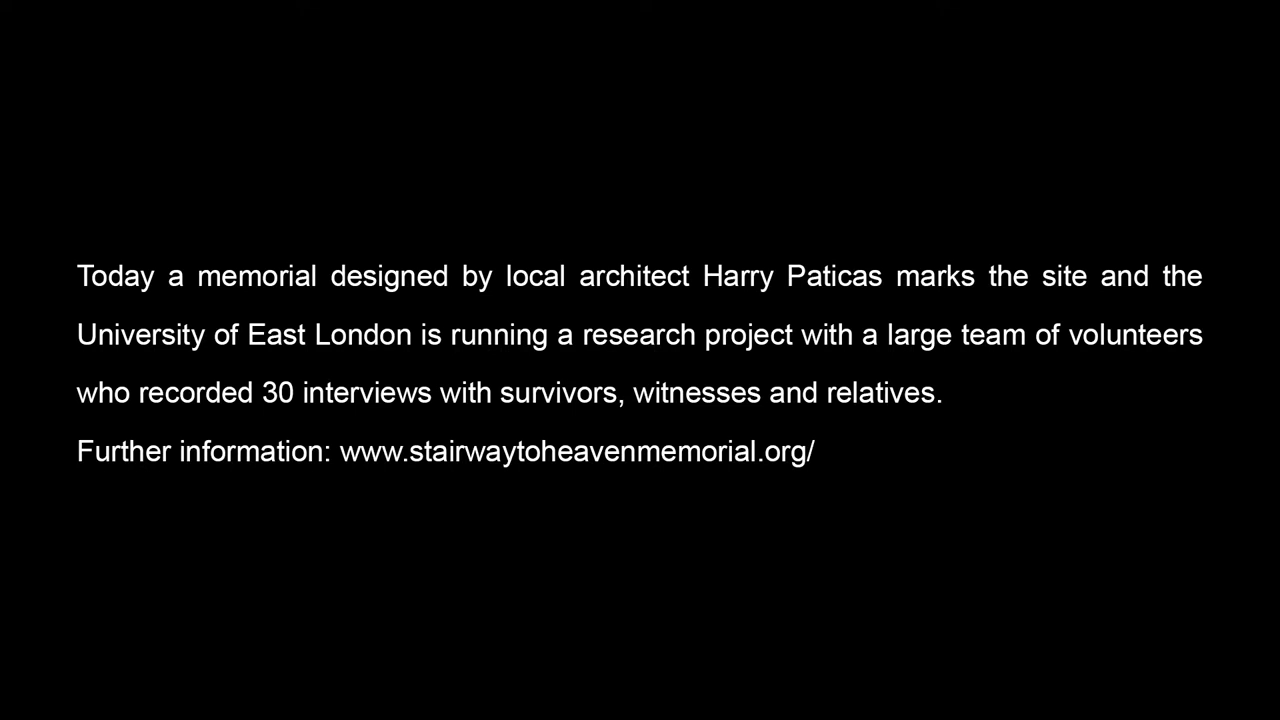 Today a memorial designed by local architect Harry Paticas marks the site and the
University of East London is running a research project with a large team of volunteers
who recorded 30 interviews with survivors, witnesses and relatives.
Further information: www.stairwaytoheavenmemorial.org/